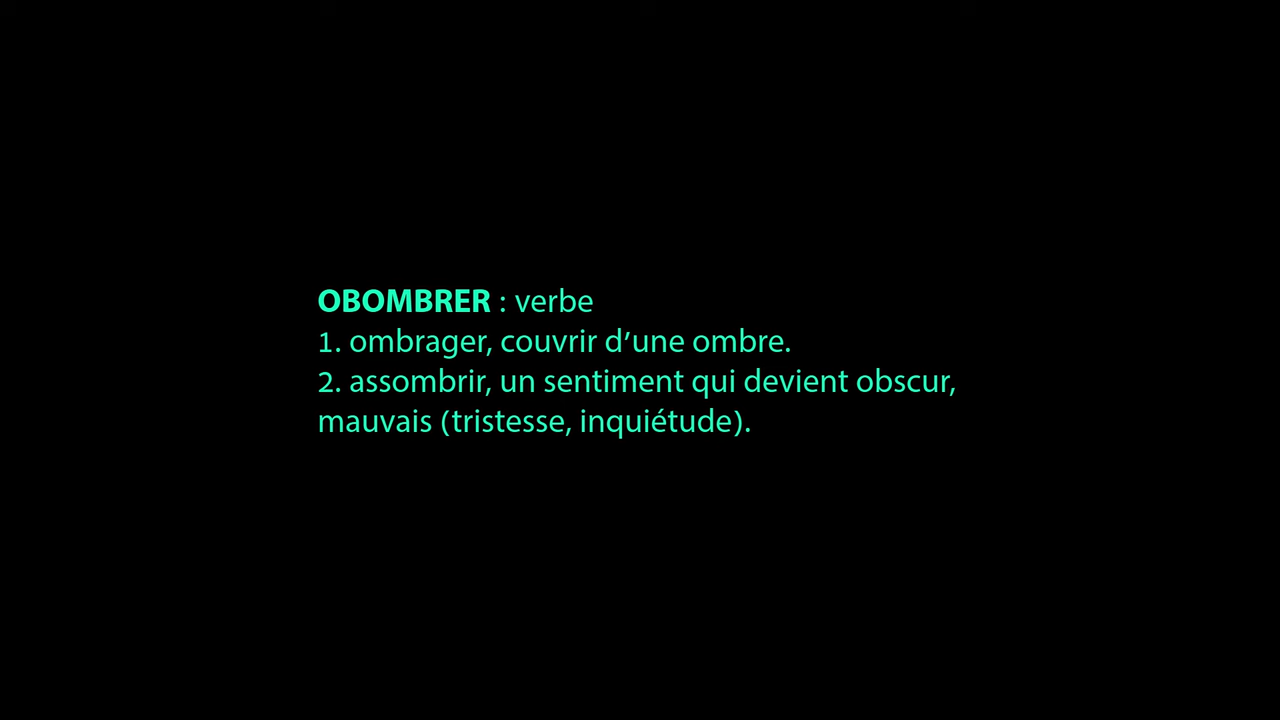 OBOMBRER : verbe
1. ombrager, couvrir d’une ombre.
2. assombrir, un sentiment qui devient obscur,
mauvais (tristesse, inquiétude).